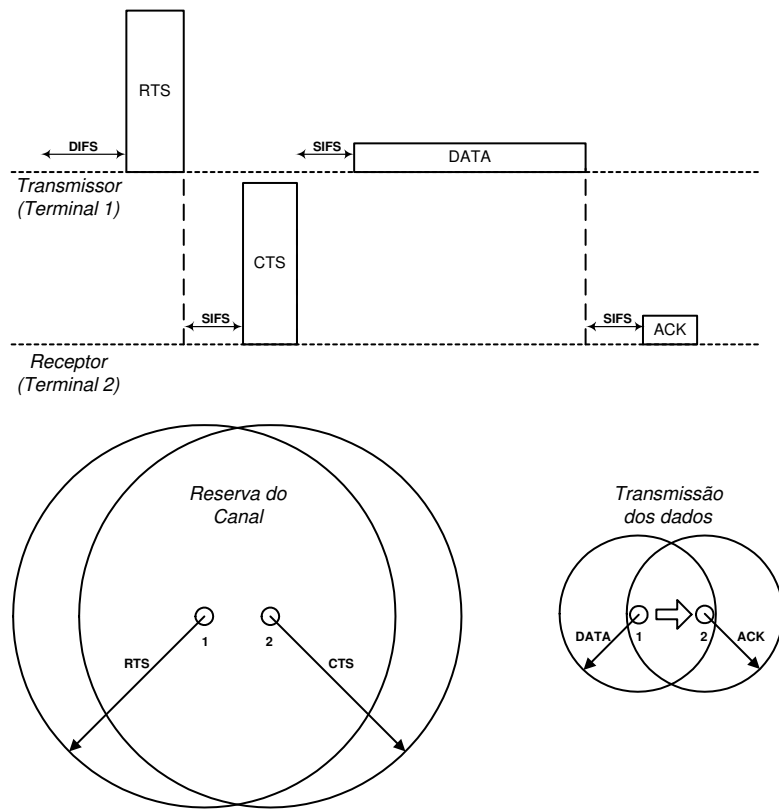 RTS
DIFS
SIFS
DATA
Transmissor
(Terminal 1)
CTS
SIFS
SIFS
ACK
Receptor
(Terminal 2)
Reserva do
Canal
1
2
RTS
CTS
Transmissão
dos dados
DATA
1
2
ACK